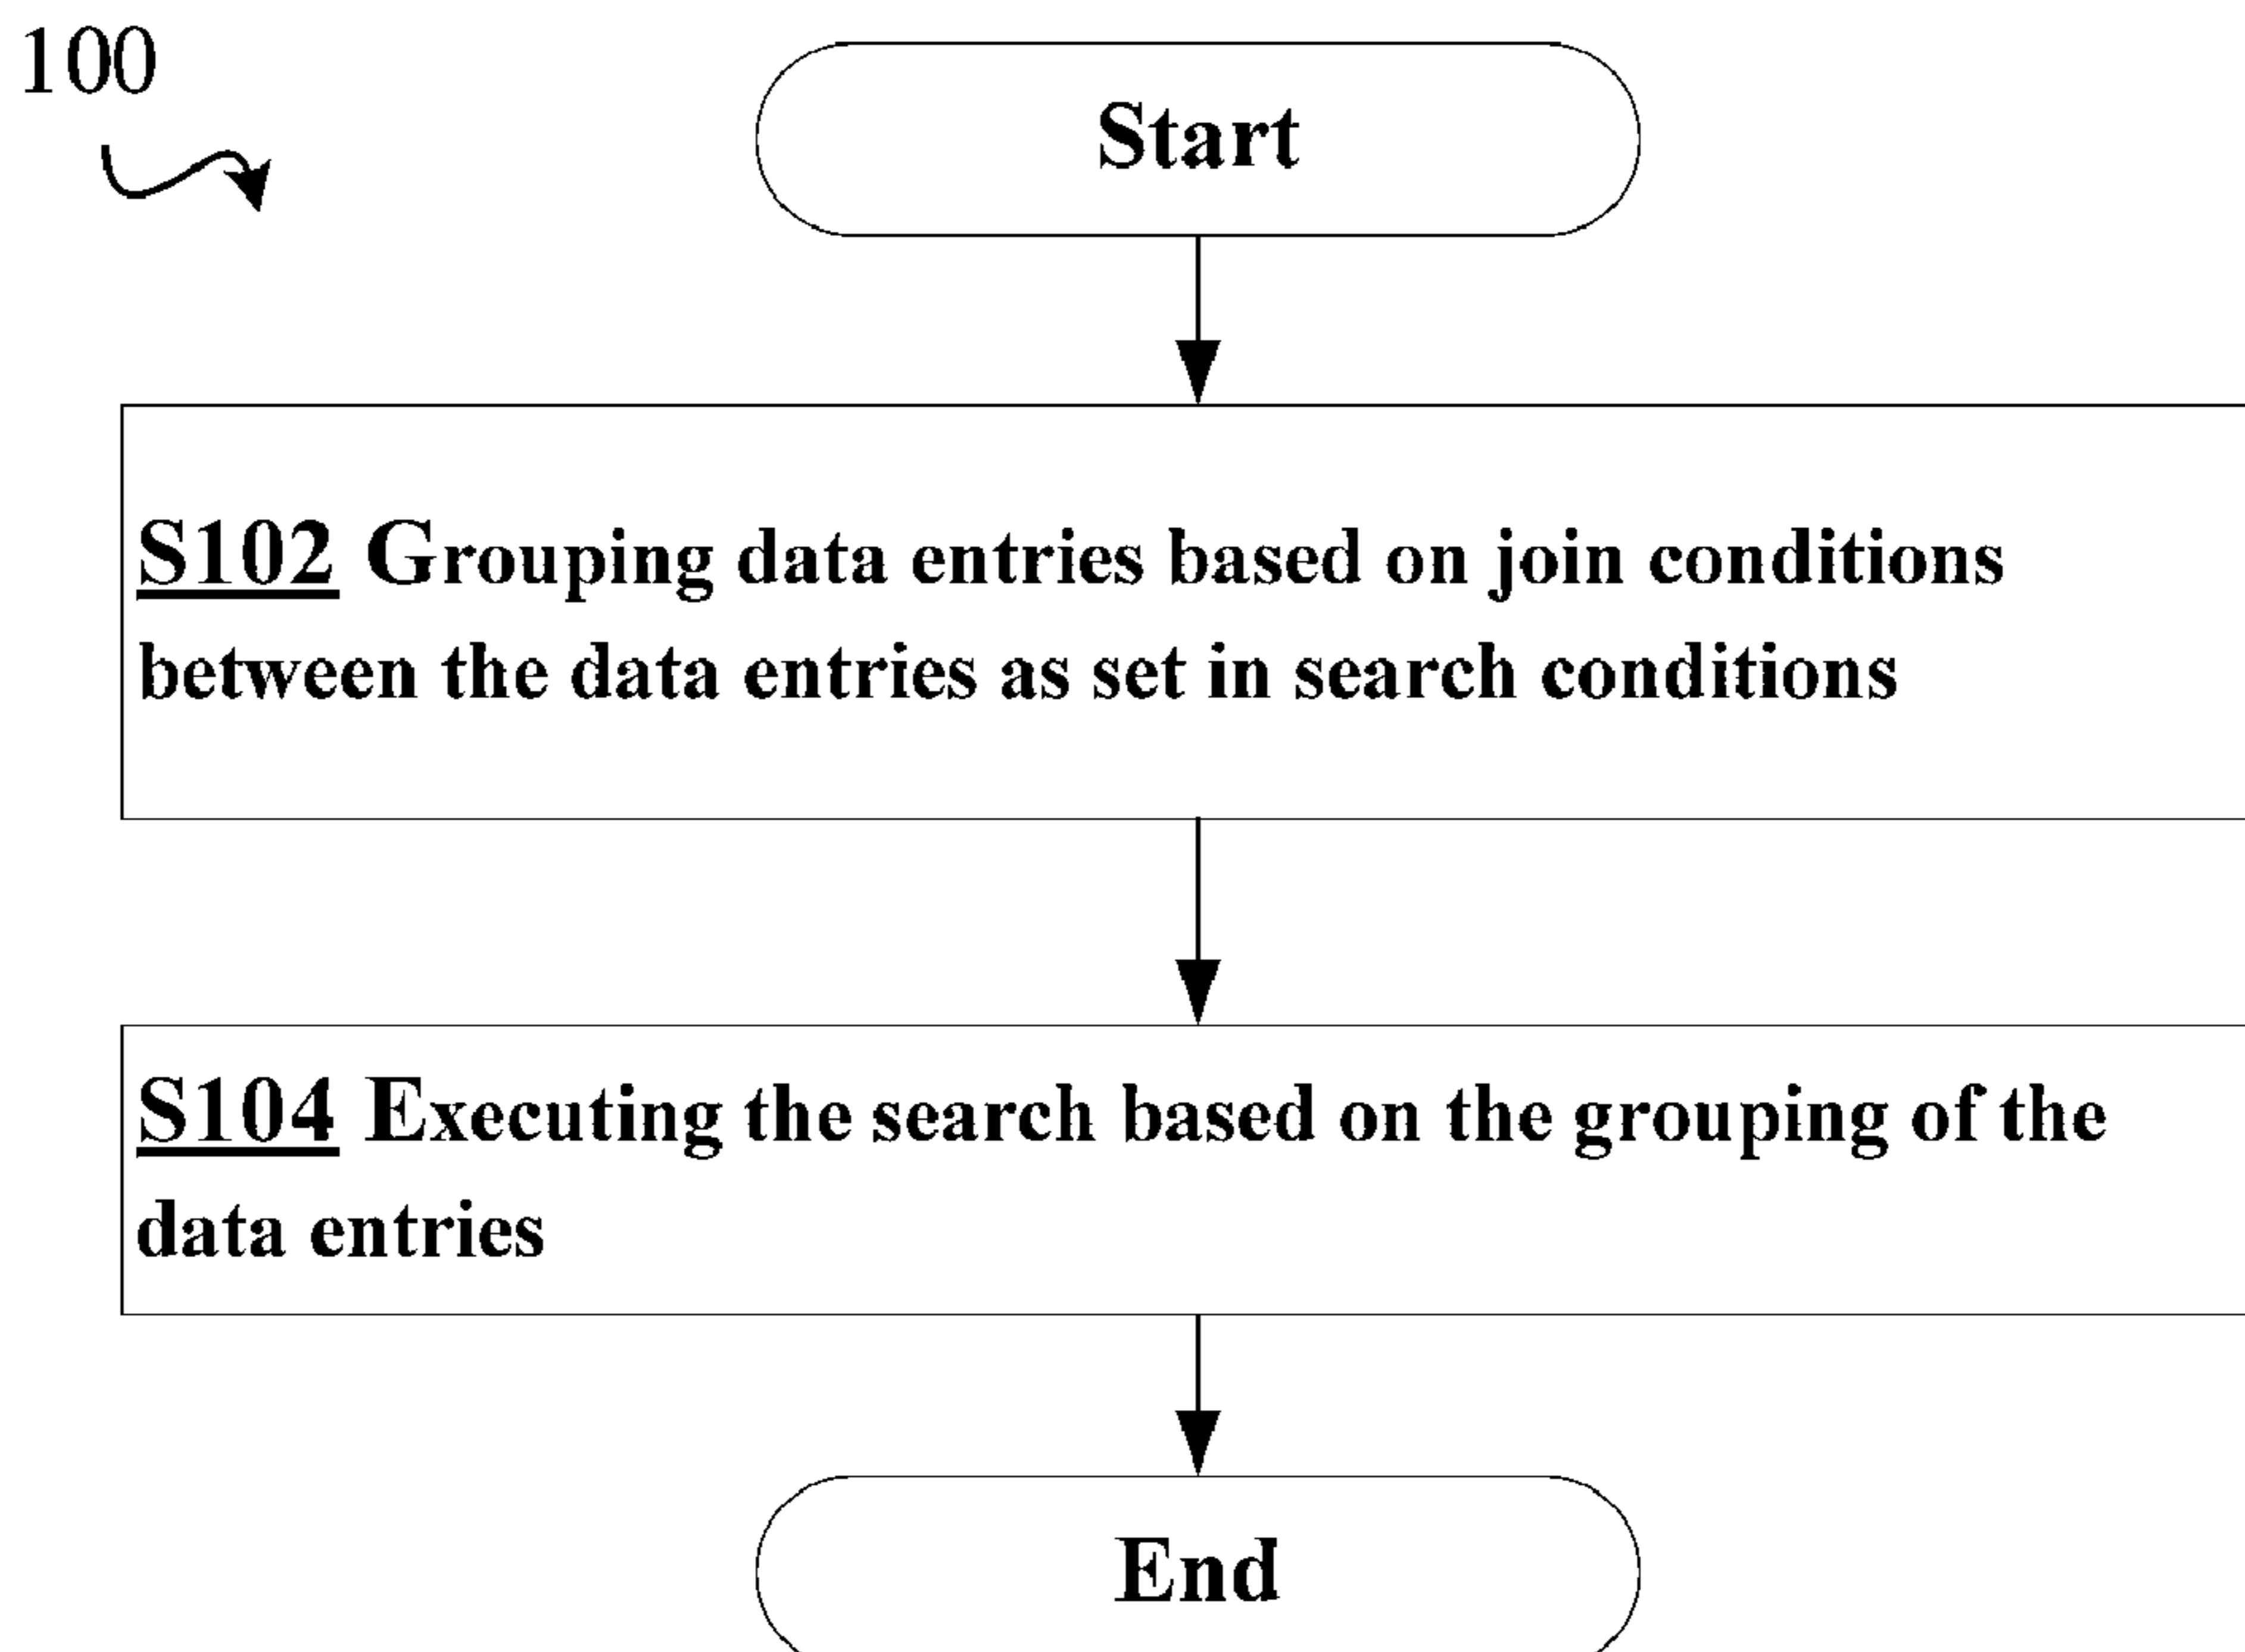 100
Start
S102 Grouping data entries based on join conditions
between the data entries as set in search conditions
S104 Executing the search based on the grouping of the
data entries
End